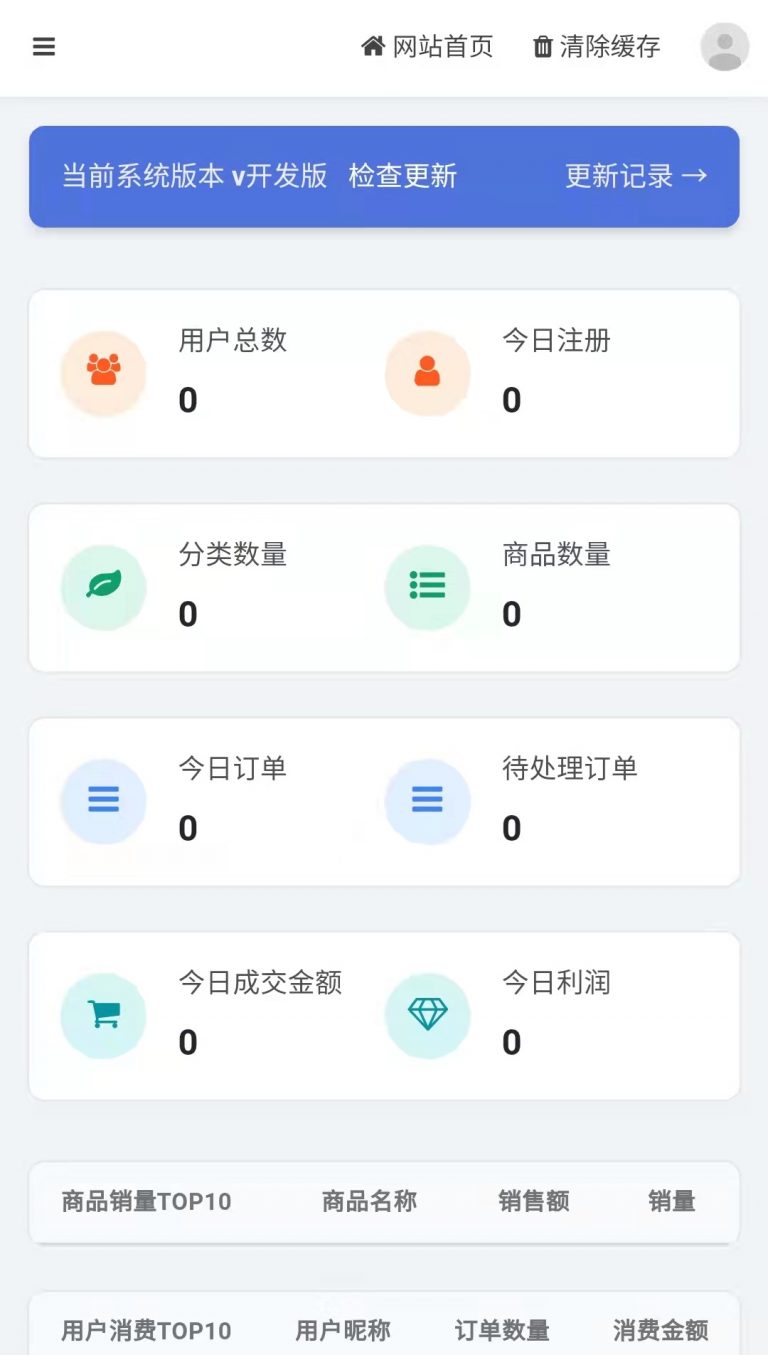 网站首页 清除缓存
当前系统版本 v开发版 检查更新 更新记录 →
用户总数 今日注册
0 0
分类数量 商品数量
0 0
今日订单 待处理订单
0 0
今日成交金额 今日利润
0 0
商品销量TOP10 商品名称 销售额 销量
用户消费TOP10 用户昵称 订单数量 消费金额